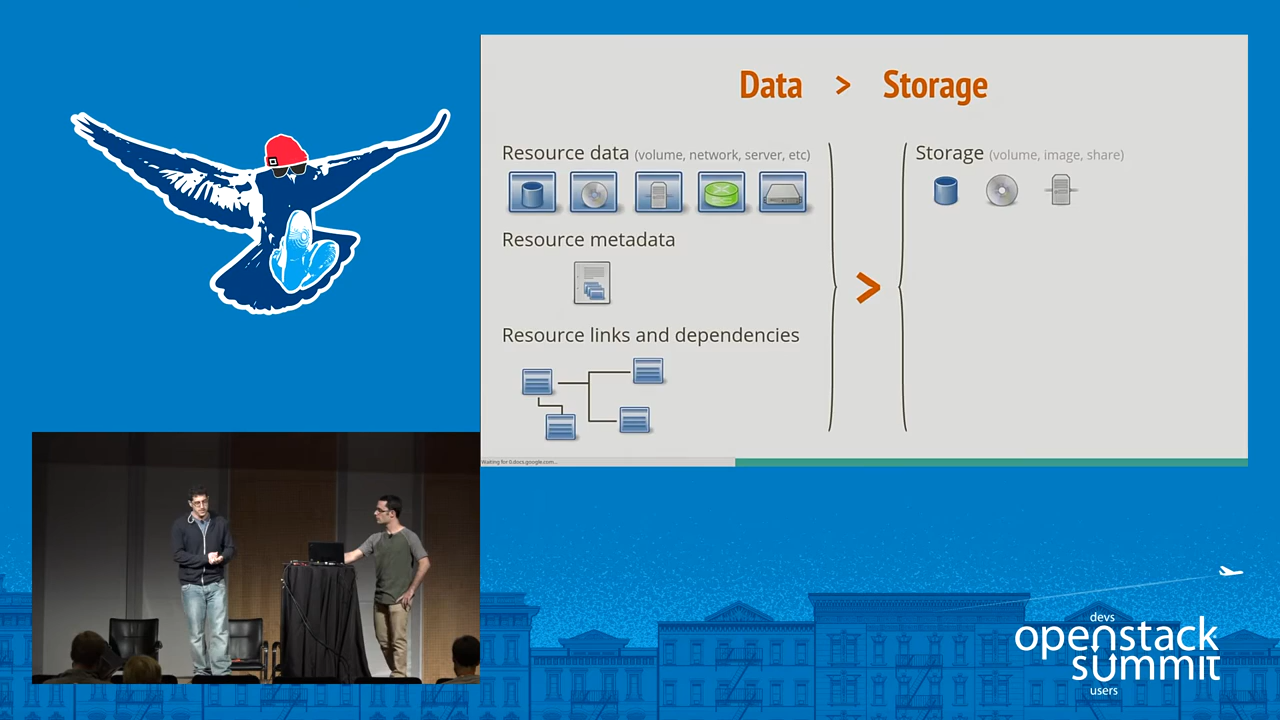 Data > Storage
Resource data (volume, network, server, etc)
Resource metadata
Resource links and dependencies
>
Storage (volume, image, share)
Waiting for 0.docs.google.com...
devs
openstack
summit
users